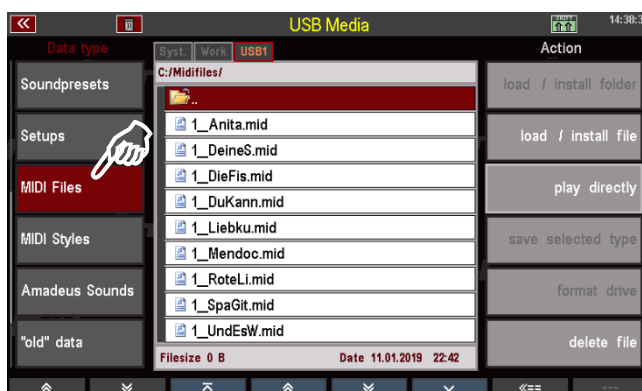 USB Media
14:38:3
Data type
Syst. Work USB1
Action
C:/Midifiles/
Soundpresets
load / install folder
..
1__Anita.mid
Setups
load / install file
1__DeineS.mid
1__DieFis.mid
MIDI Files
play directly
1__DuKann.mid
1__Liebku.mid
MIDI Styles
save selected type
1__Mendoc.mid
1__RoteLi.mid
Amadeus Sounds
format drive
1__SpaGit.mid
1__UndEsW.mid
"old" data
delete file
Filesize 0 B
Date 11.01.2019 22:42